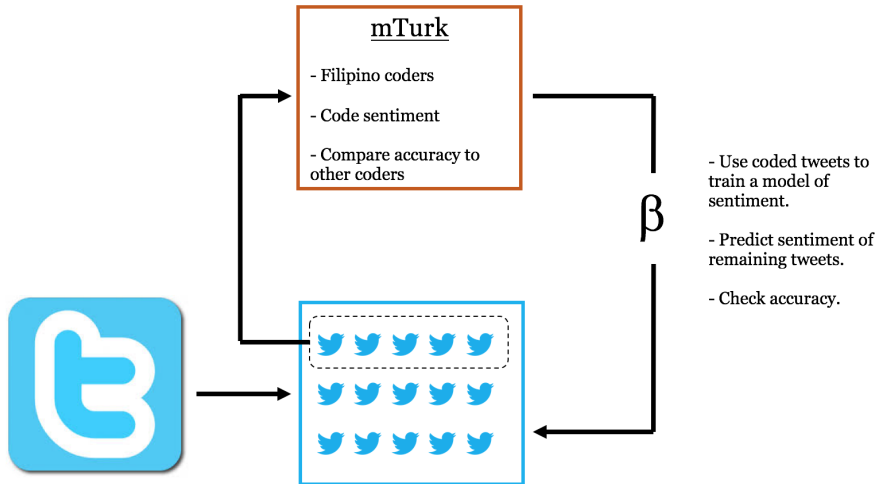 mTurk
- Filipino coders
- Code sentiment
- Compare accuracy to
other coders
β
- Use coded tweets to
train a model of
sentiment.
- Predict sentiment of
remaining tweets.
- Check accuracy.
t